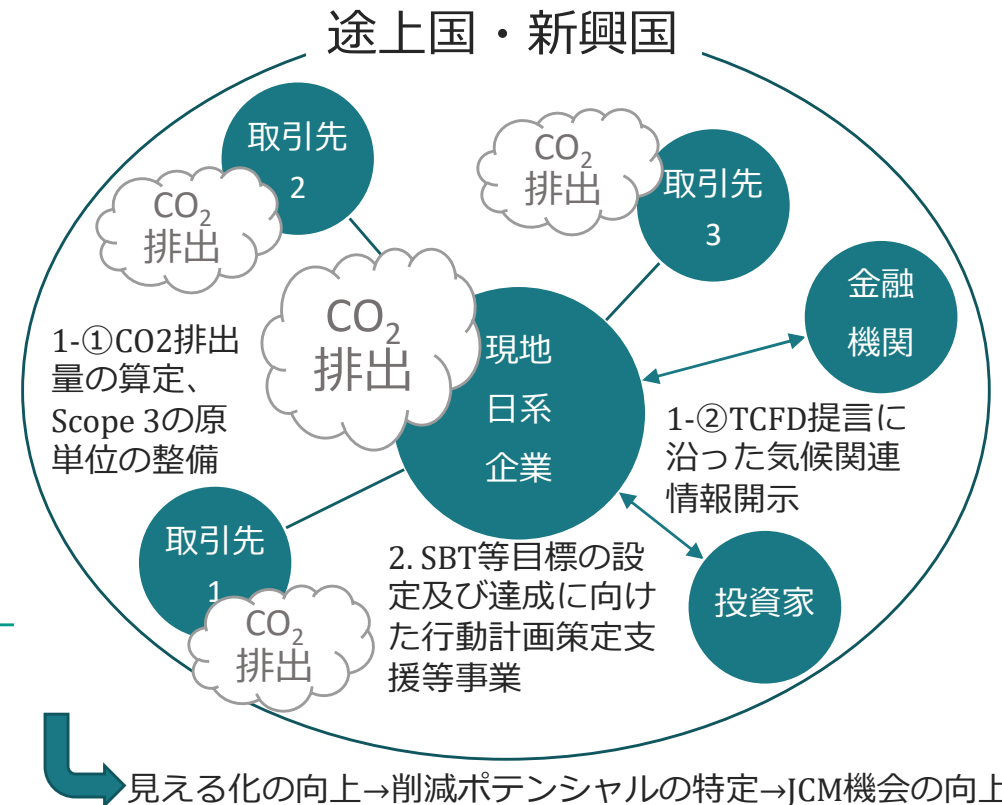 途上国・新興国
取引先
2
CO2
排出
CO2
排出
取引先
3
CO2
排出
現地
日系
企業
金融
機関
1-①CO2排出
量の算定、
Scope 3の原
単位の整備
1-②TCFD提言に
沿った気候関連
情報開示
取引先
1
CO2
排出
2. SBT等目標の設
定及び達成に向け
た行動計画策定支
援等事業
投資家
見える化の向上→削減ポテンシャルの特定→JCM機会の向上